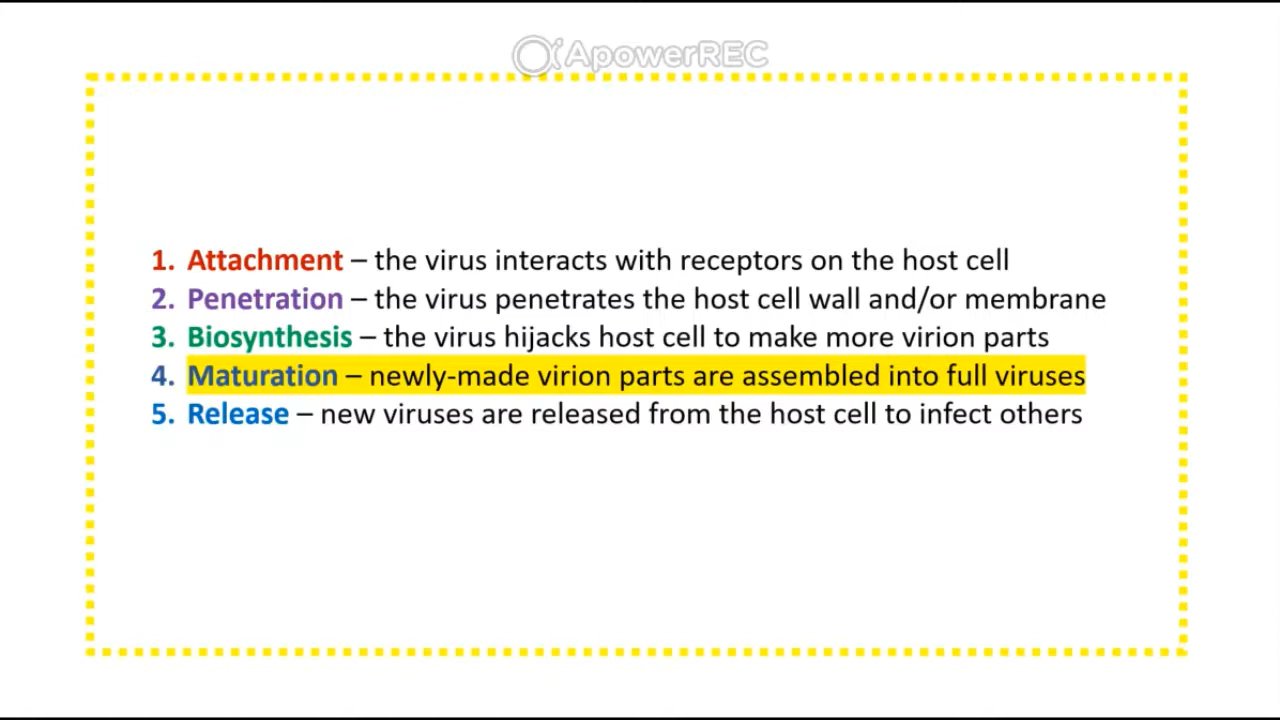 ApowerREC
1. Attachment – the virus interacts with receptors on the host cell
2. Penetration – the virus penetrates the host cell wall and/or membrane
3. Biosynthesis – the virus hijacks host cell to make more virion parts
4. Maturation – newly-made virion parts are assembled into full viruses
5. Release – new viruses are released from the host cell to infect others